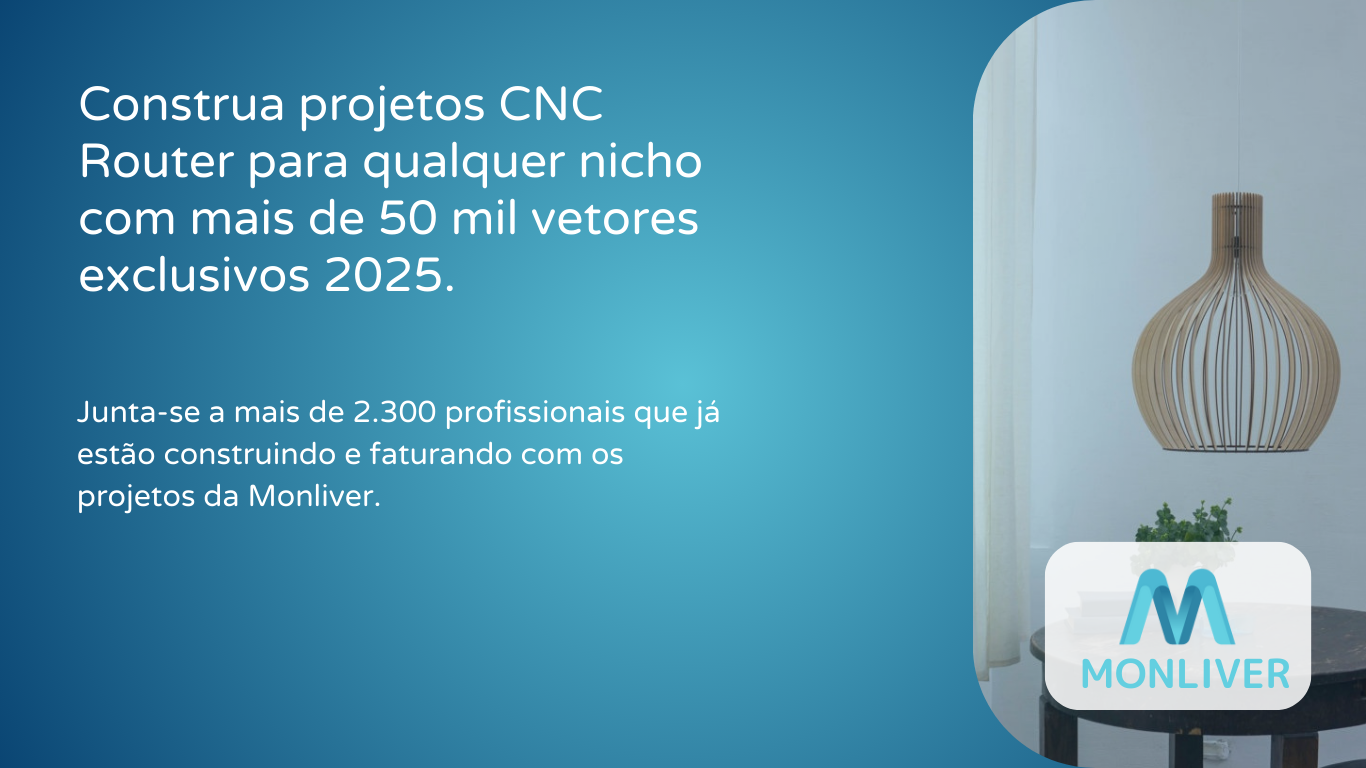 Construa projetos CNC
Router para qualquer nicho
com mais de 50 mil vetores
exclusivos 2025.
Junta-se a mais de 2.300 profissionais que já
estão construindo e faturando com os
projetos da Monliver.
MONLIVER